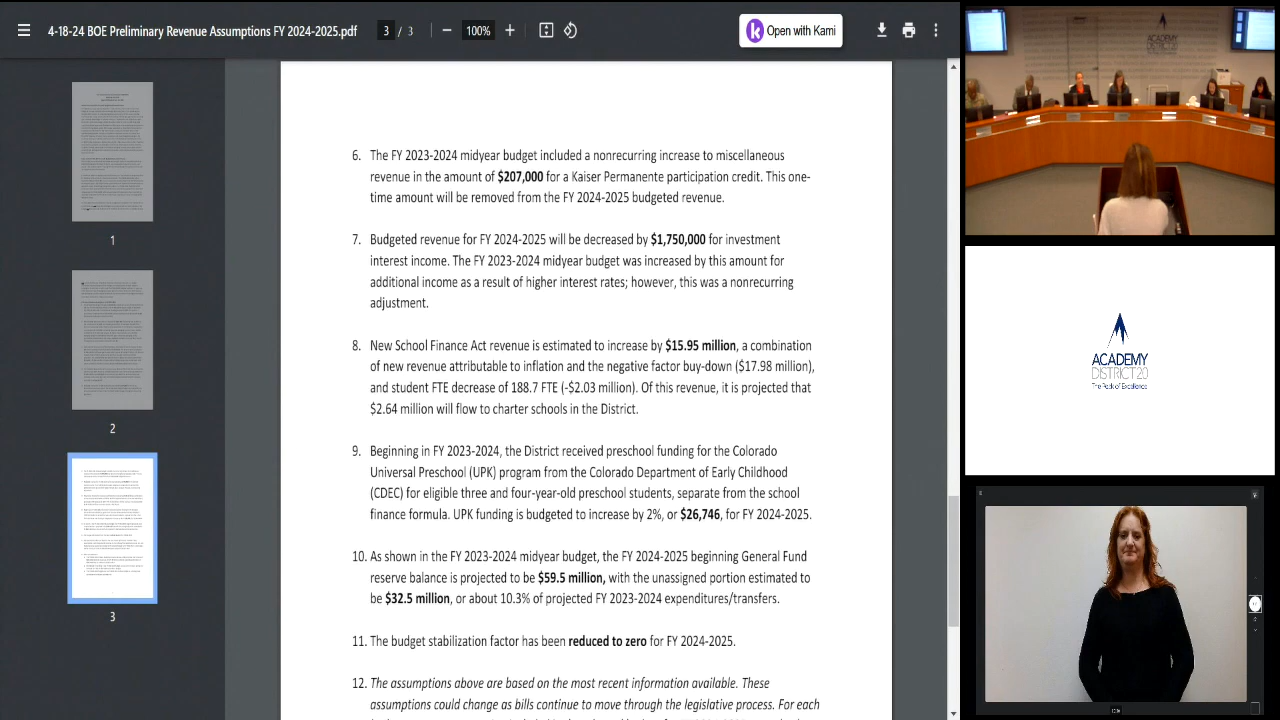 4-18-24 BOE Preliminary Revenue Assumptions FY 2024-2025.pdf
3 / 3
100%
Open with Kami
1
2
3
6. The FY 2023-2024 midyear budget included a nonrecurring increase to miscellaneous
revenue in the amount of $207,000 for a Kaiser Permanente participation credit. This one-
time amount will be removed from the FY 2024-2025 budgeted revenue.
7. Budgeted revenue for FY 2024-2025 will be decreased by $1,750,000 for investment
interest income. The FY 2023-2024 midyear budget was increased by this amount for
additional income as a result of higher interest rates; however, this was a nonrecurring
adjustment.
8. New School Finance Act revenue is estimated to increase by $15.95 million, a combination
of new revenue attributable to inflation and the negative factor buy-down ($17.98 million),
and student FTE decrease of 188.7 FTE (-$2.03 million). Of this revenue, it is projected that
$2.64 million will flow to charter schools in the District.
9. Beginning in FY 2023-2024, the District received preschool funding for the Colorado
Universal Preschool (UPK) program from the Colorado Department of Early Childhood
(CDEC) for eligible three and four-year-old preschool students, separate from the school
finance formula. UPK funding is budgeted to increase by 2%, or $26,746, for FY 2024-2025.
10. As shown in the FY 2023-2024 midyear budget, the FY 2024-2025 beginning General Fund
reserve balance is projected to be $59.5 million, with the unassigned portion estimated to
be $32.5 million, or about 10.3% of projected FY 2023-2024 expenditures/transfers.
11. The budget stabilization factor has been reduced to zero for FY 2024-2025.
12. The assumptions above are based on the most recent information available. These
assumptions could change as bills continue to move through the legislative process. For each
ACADEMY
DISTRICT 20
ACADEMY
DISTRICT 20
The Peak of Excellence